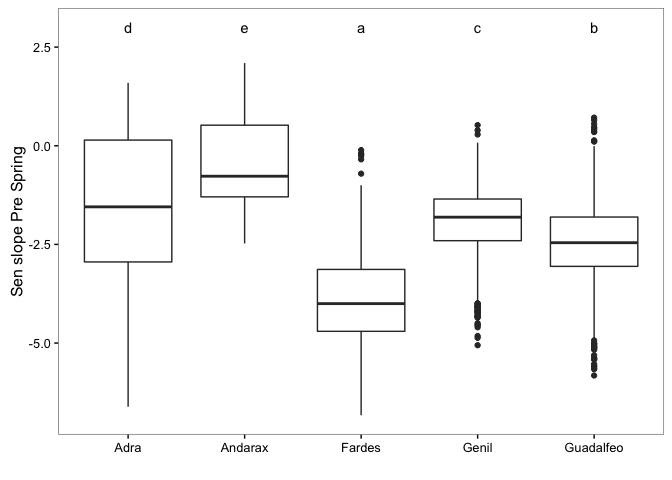 d e a c b
2.5
0.0
-2.5
-5.0
Sen slope Pre Spring
Adra Andarax Fardes Genil Guadalfeo